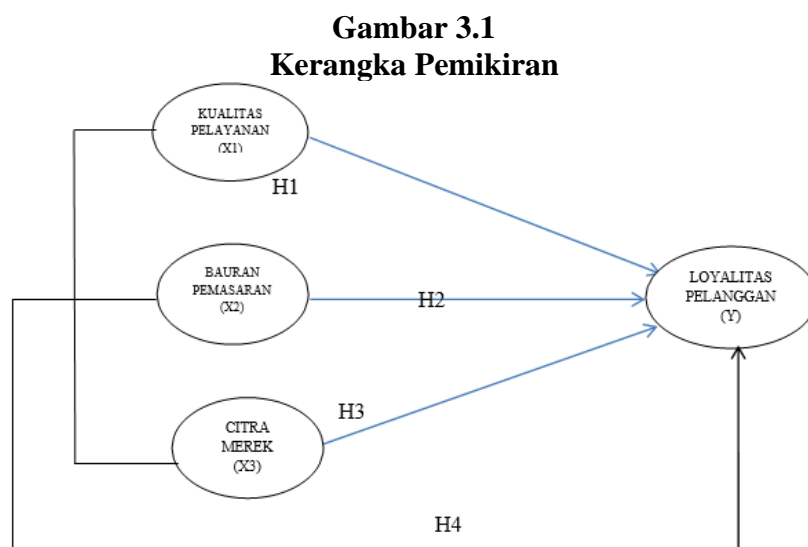 Gambar 3.1
Kerangka Pemikiran
KUALITAS
PELAYANAN
(X1)
H1
BAURAN
PEMASARAN
(X2)
H2
LOYALITAS
PELANGGAN
(Y)
H3
CITRA
MEREK
(X3)
H4